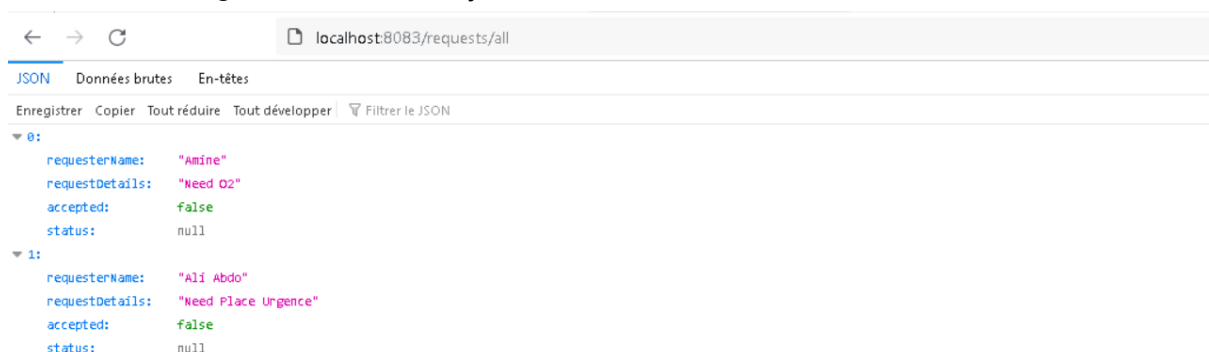 localhost:8083/requests/all
JSON Données brutes En-têtes
Enregistrer Copier Tout réduire Tout développer Filtrer le JSON
0:
requesterName: "Amine"
requestDetails: "Need O2"
accepted: false
status: null
1:
requesterName: "Ali Abdo"
requestDetails: "Need Place Urgence"
accepted: false
status: null